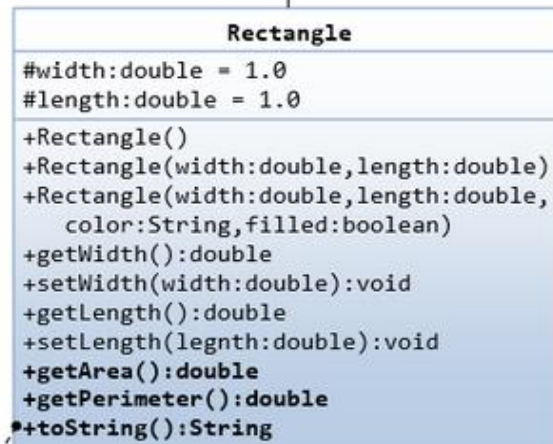 Rectangle
#width:double = 1.0
#length:double = 1.0
+Rectangle()
+Rectangle(width:double,length:double)
+Rectangle(width:double,length:double,
color:String,filled:boolean)
+getWidth():double
+setWidth(width:double):void
+getLength():double
+setLength(legnth:double):void
+getArea():double
+getPerimeter():double
+toString():String